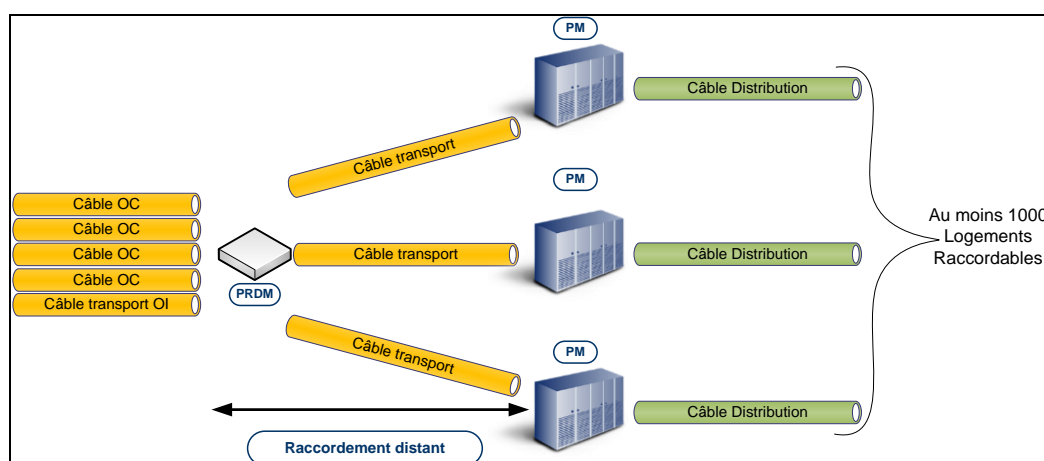 PM
Câble Distribution
Câble transport
PM
Câble OC
Câble OC
Câble OC
Câble OC
Câble transport OI
PRDM
Câble transport
Câble Distribution
Au moins 1000
Logements
Raccordables
Câble transport
PM
Câble Distribution
Raccordement distant